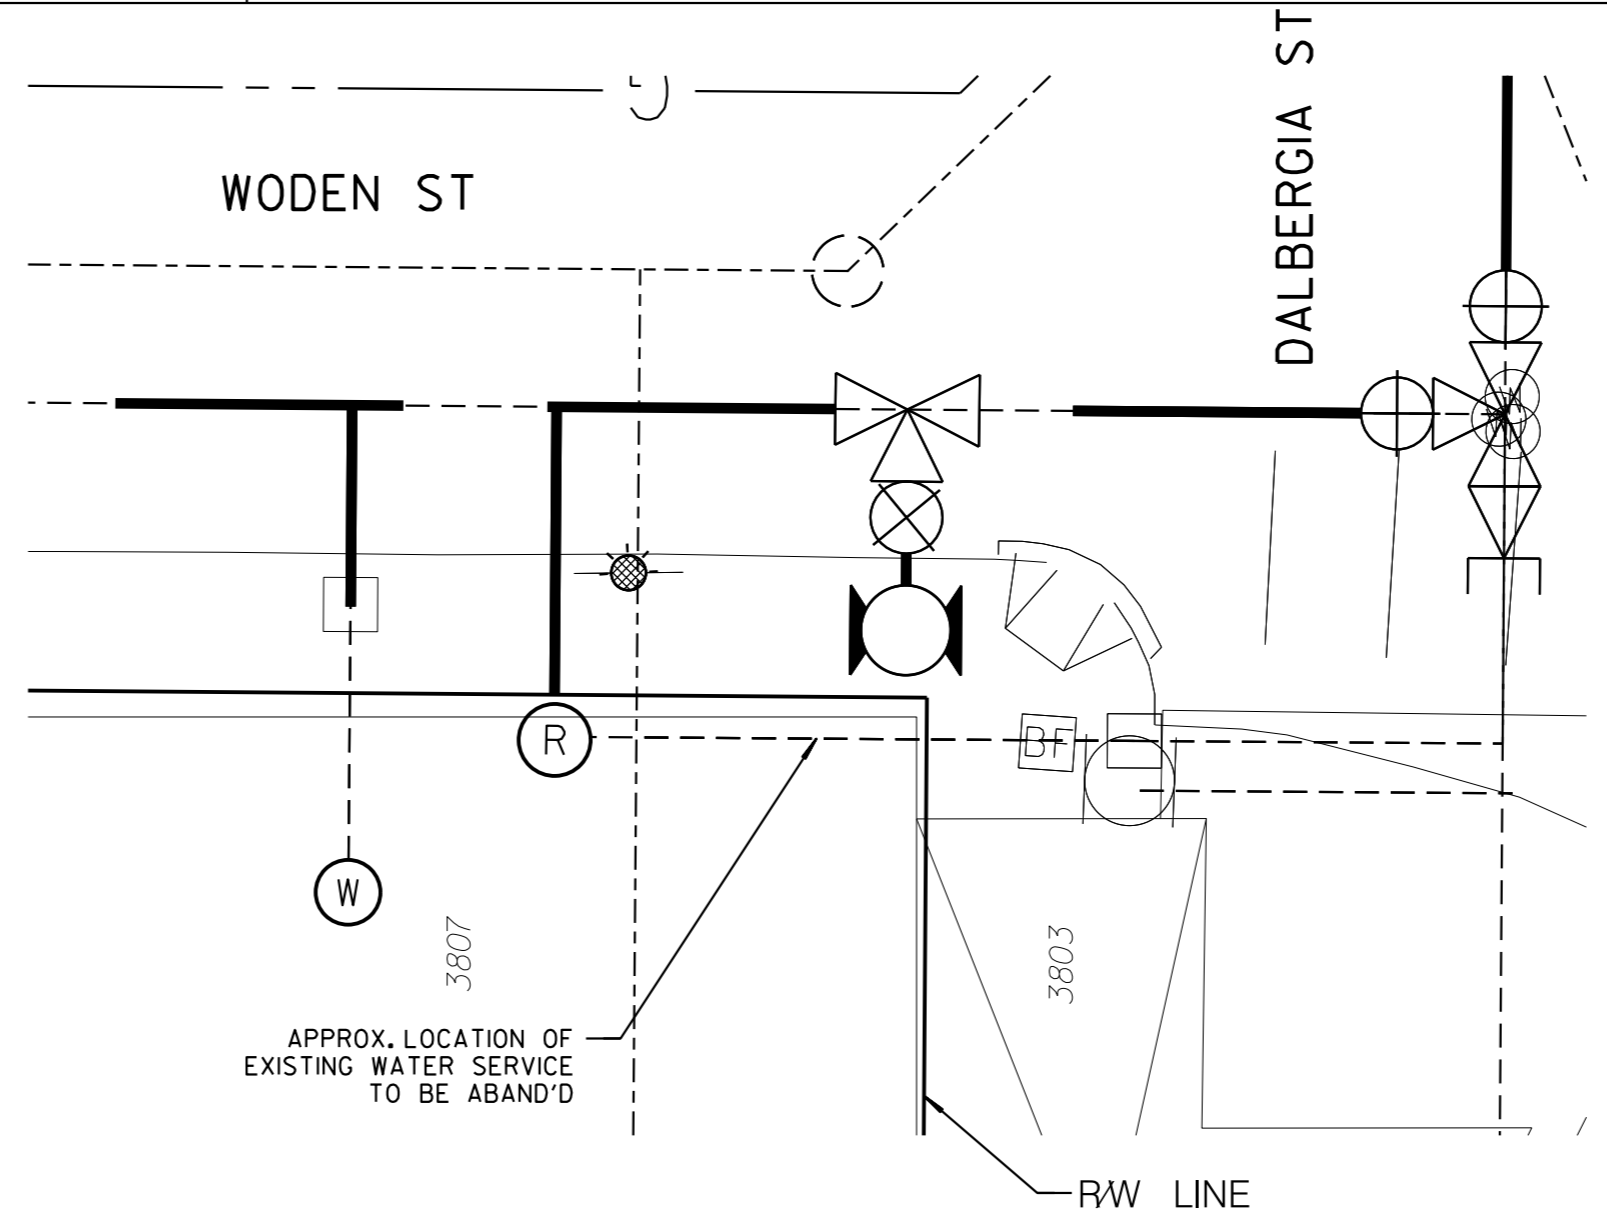 DALBERGIA ST
WODEN ST
R
BF
W
3807
3803
APPROX. LOCATION OF
EXISTING WATER SERVICE
TO BE ABAND'D
R/W LINE